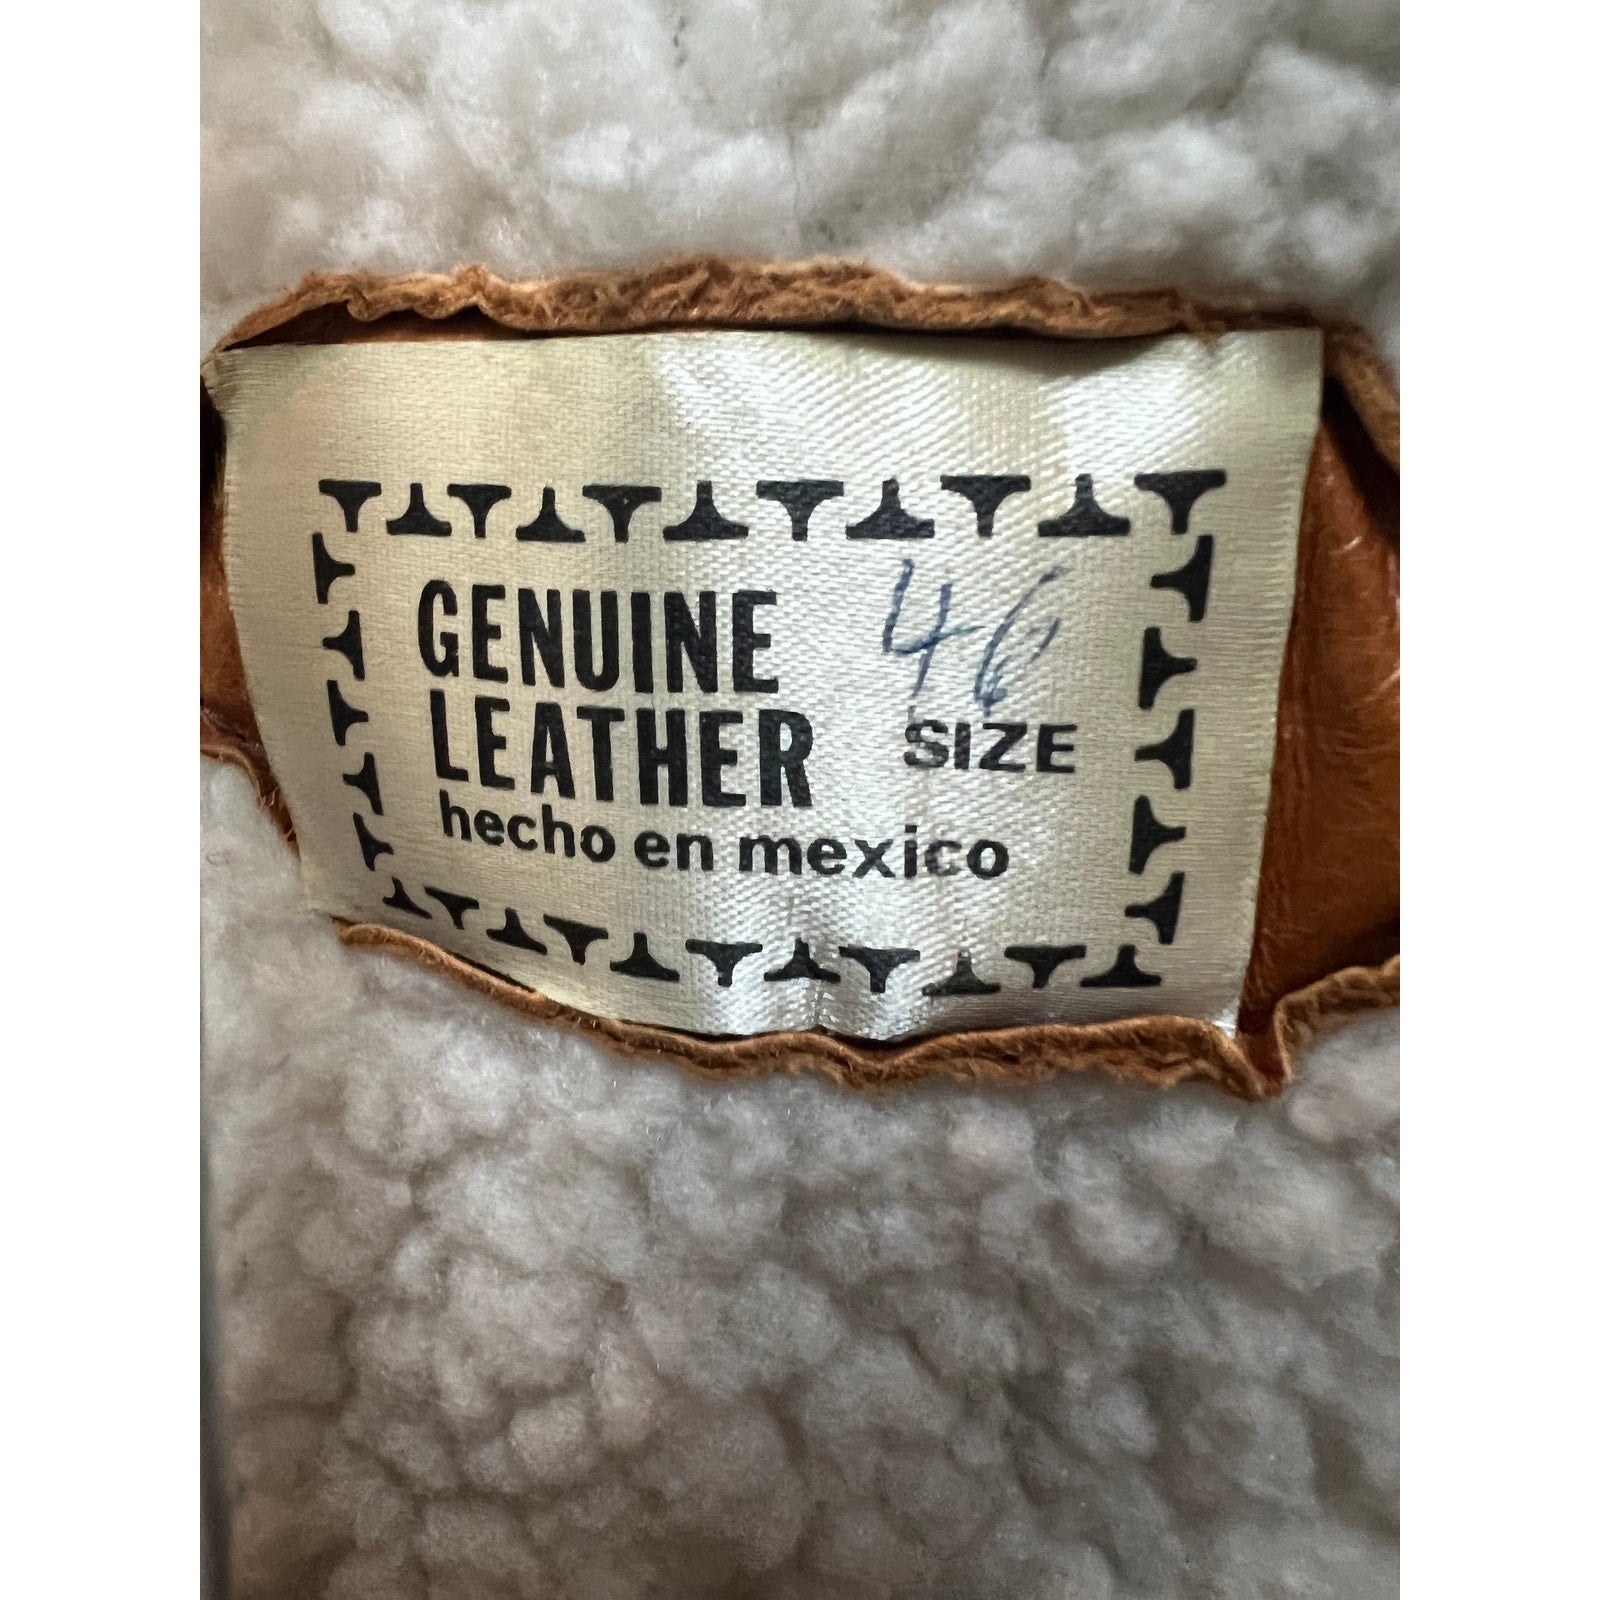 46
GENUINE
LEATHER
SIZE
hecho en mexico